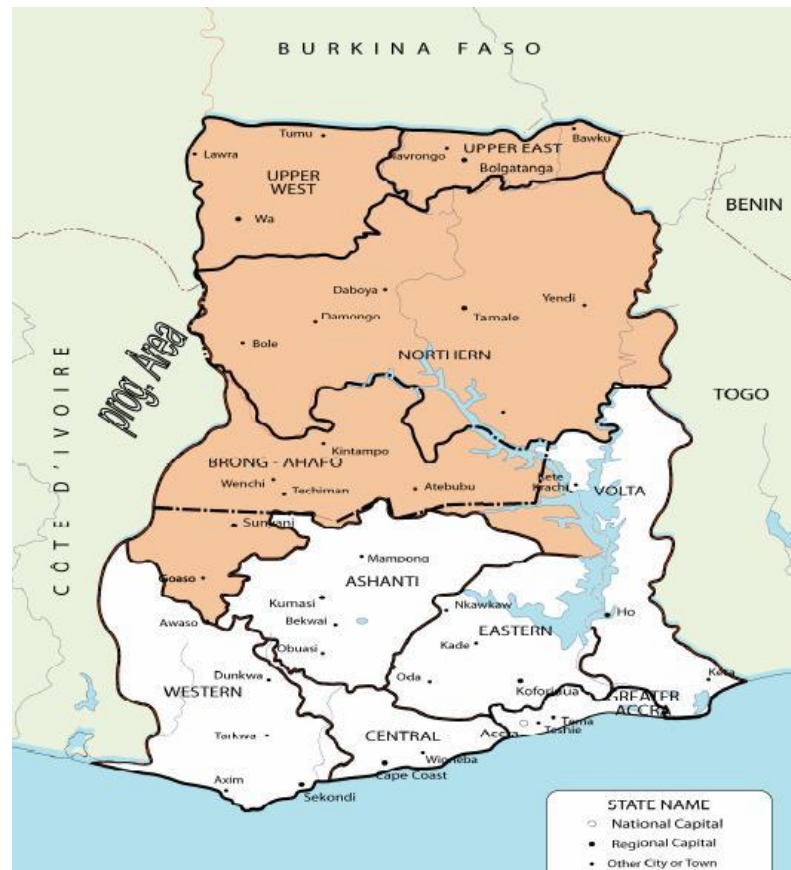 BURKINA FASO
Tumu
Bawku
Lawra
UPPER EAST
UPPER
WEST
Bolgatanga
Wa
BENIN
Daboya
Yendi
Damongo
Tamale
Bole
prog. Area
CÔTE D'IVOIRE
TOGO
Kintampo
BRONG - AHAFO
Wenchi
Techiman
Atebubu
Krachi
VOLTA
Sunyani
Mampong
ASHANTI
Goaso
Kumasi
Nkawkaw
Awaso
Bekwai
EASTERN
Ho
Obuasi
Kade
Dunkwa
Oda
Keta
WESTERN
Koforidua
GREATER
ACCRA
CENTRAL
Accra
Tema
Teshie
Winneba
Cape Coast
Axim
Sekondi
STATE NAME
National Capital
Regional Capital
Other City or Town